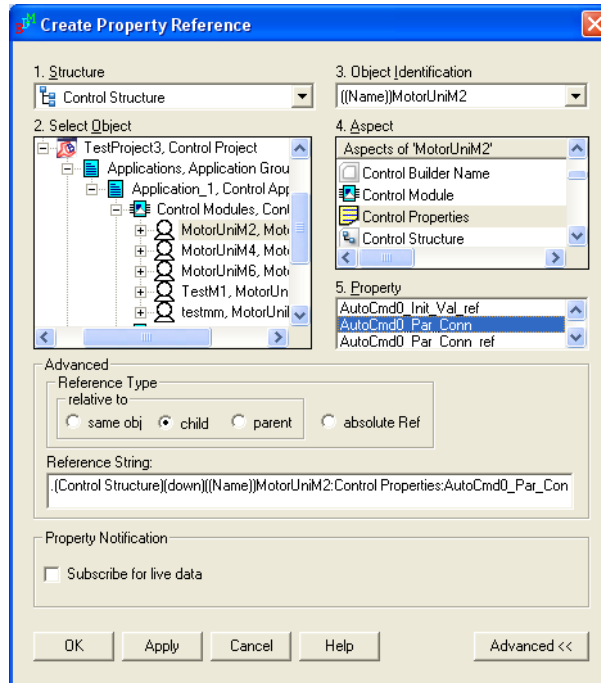 Create Property Reference
1. Structure
Control Structure
3. Object Identification
((Name))MotorUniM2
2. Select Object
TestProject3, Control Project
Applications, Application Grou
Application_1, Control App
Control Modules, Cont
MotorUniM2, Moto
MotorUniM4, Moto
MotorUniM6, Moto
TestM1, MotorUn
testmm, MotorUnil
4. Aspect
Aspects of 'MotorUniM2'
Control Builder Name
Control Module
Control Properties
Control Structure
5. Property
AutoCmd0_Init_Val_ref
AutoCmd0_Par_Conn
AutoCmd0_Par_Conn_ref
Advanced
Reference Type
relative to
same obj
child
parent
absolute Ref
Reference String:
.(Control Structure)(down)((Name))MotorUniM2:Control Properties:AutoCmd0_Par_Con
Property Notification
Subscribe for live data
OK
Apply
Cancel
Help
Advanced <<